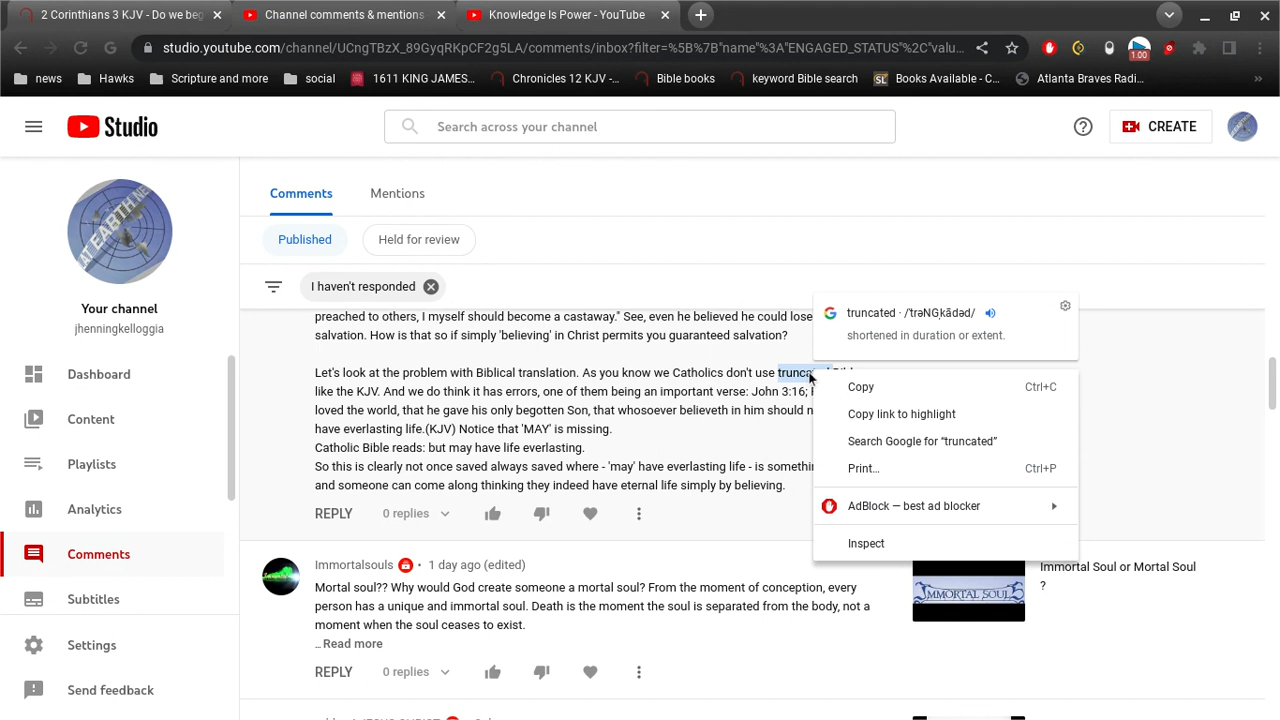 2 Corinthians 3 KJV - Do we beg
Channel comments & mentions
Knowledge Is Power - YouTube
studio.youtube.com/channel/UCngTBzX_89GyqRKpCF2g5LA/comments/inbox?filter=%5B%7B"name"%3A"ENGAGED_STATUS"%2C"valu...
1.00
news
Hawks
Scripture and more
social
1611 KING JAMES...
Chronicles 12 KJV -...
Bible books
keyword Bible search
SL
Books Available - C...
Atlanta Braves Radi...
»
Studio
Search across your channel
CREATE
AT EARTH.NE
Your channel
jhenningkelloggia
Dashboard
Content
Playlists
Analytics
Comments
Subtitles
Settings
Send feedback
Comments
Mentions
Published
Held for review
I haven't responded
preached to others, I myself should become a castaway." See, even he believed he could lose
salvation. How is that so if simply 'believing' in Christ permits you guaranteed salvation?
Let's look at the problem with Biblical translation. As you know we Catholics don't use truncated
like the KJV. And we do think it has errors, one of them being an important verse: John 3:16;
loved the world, that he gave his only begotten Son, that whosoever believeth in him should n
have everlasting life.(KJV) Notice that 'MAY' is missing.
Catholic Bible reads: but may have life everlasting.
So this is clearly not once saved always saved where - 'may' have everlasting life - is somethin
and someone can come along thinking they indeed have eternal life simply by believing.
REPLY
0 replies
truncated · /ˈtrəNGˌkādəd/
shortened in duration or extent.
Copy
Ctrl+C
Copy link to highlight
Search Google for “truncated”
Print…
Ctrl+P
AdBlock — best ad blocker
Inspect
Immortalsouls
• 1 day ago (edited)
Mortal soul?? Why would God create someone a mortal soul? From the moment of conception, every
person has a unique and immortal soul. Death is the moment the soul is separated from the body, not a
moment when the soul ceases to exist.
... Read more
REPLY
0 replies
IMMORTAL SOULS
Immortal Soul or Mortal Soul
?